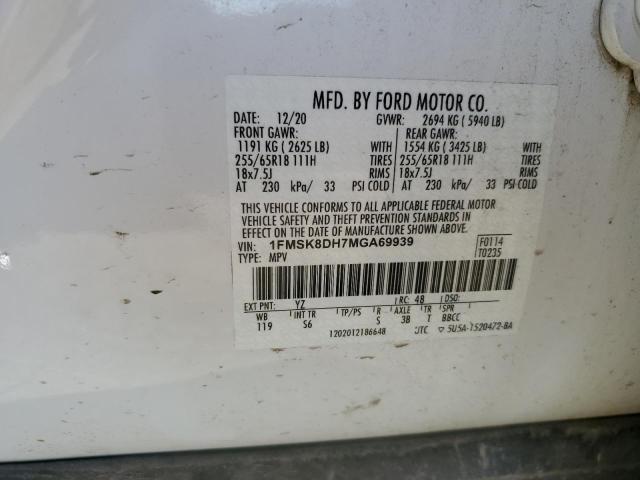 MFD. BY FORD MOTOR CO.
DATE: 12/20 GVWR: 2694 KG ( 5940 LB)
FRONT GAWR: REAR GAWR:
1191 KG ( 2625 LB) WITH 1554 KG ( 3425 LB) WITH
255/65R18 111H TIRES 255/65R18 111H TIRES
18x7.5J RIMS 18x7.5J RIMS
AT 230 kPa/ 33 PSI COLD AT 230 kPa/ 33 PSI COLD
THIS VEHICLE CONFORMS TO ALL APPLICABLE FEDERAL MOTOR
VEHICLE SAFETY AND THEFT PREVENTION STANDARDS IN
EFFECT ON THE DATE OF MANUFACTURE SHOWN ABOVE.
VIN: 1FMSK8DH7MGA69939 F0114
TYPE: MPV T0235
EXT PNT: YZ RC: 48 DSO:
WB INT TR TP/PS R AXLE TR SPR
119 S6 S 3B T BBCC
1202012186648 UTC ▽ 5U5A-1520472-BA